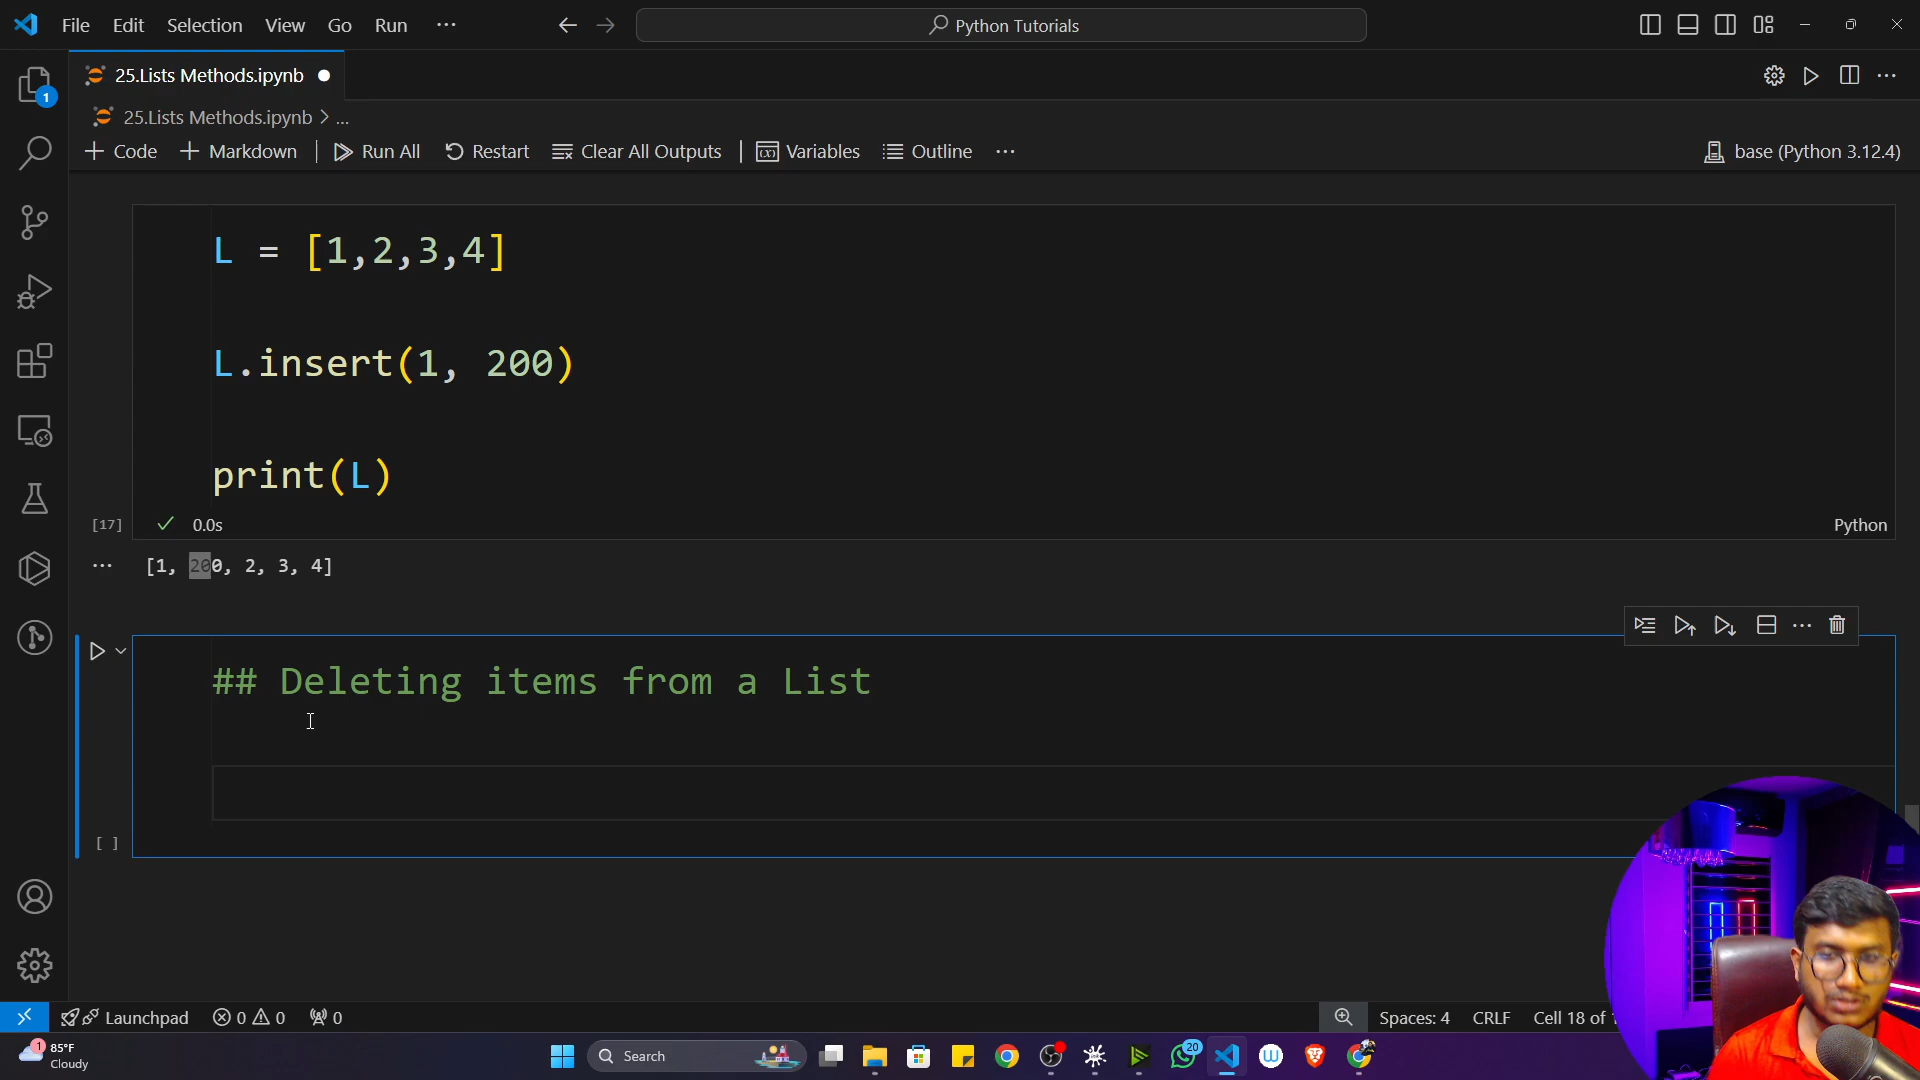 File Edit Selection View Go Run ...
Python Tutorials
25.Lists Methods.ipynb
25.Lists Methods.ipynb > ...
+ Code + Markdown Run All Restart Clear All Outputs Variables Outline ...
base (Python 3.12.4)
1
L = [1,2,3,4]
L.insert(1, 200)
print(L)
[17] 0.0s Python
[1, 200, 2, 3, 4]
## Deleting items from a List
[ ]
Launchpad 0 0 0
Spaces: 4 CRLF Cell 18 of
1 85°F
Cloudy
Search
20